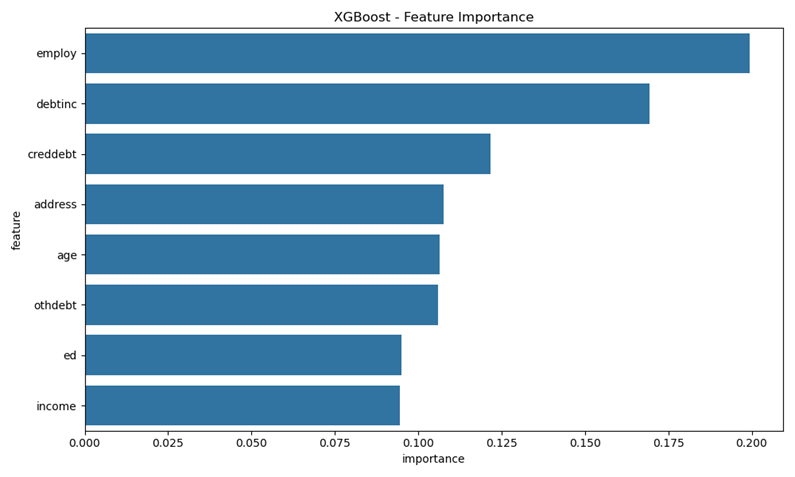 XGBoost - Feature Importance
feature
employ
debtinc
creddebt
address
age
othdebt
ed
income
0.000 0.025 0.050 0.075 0.100 0.125 0.150 0.175 0.200
importance